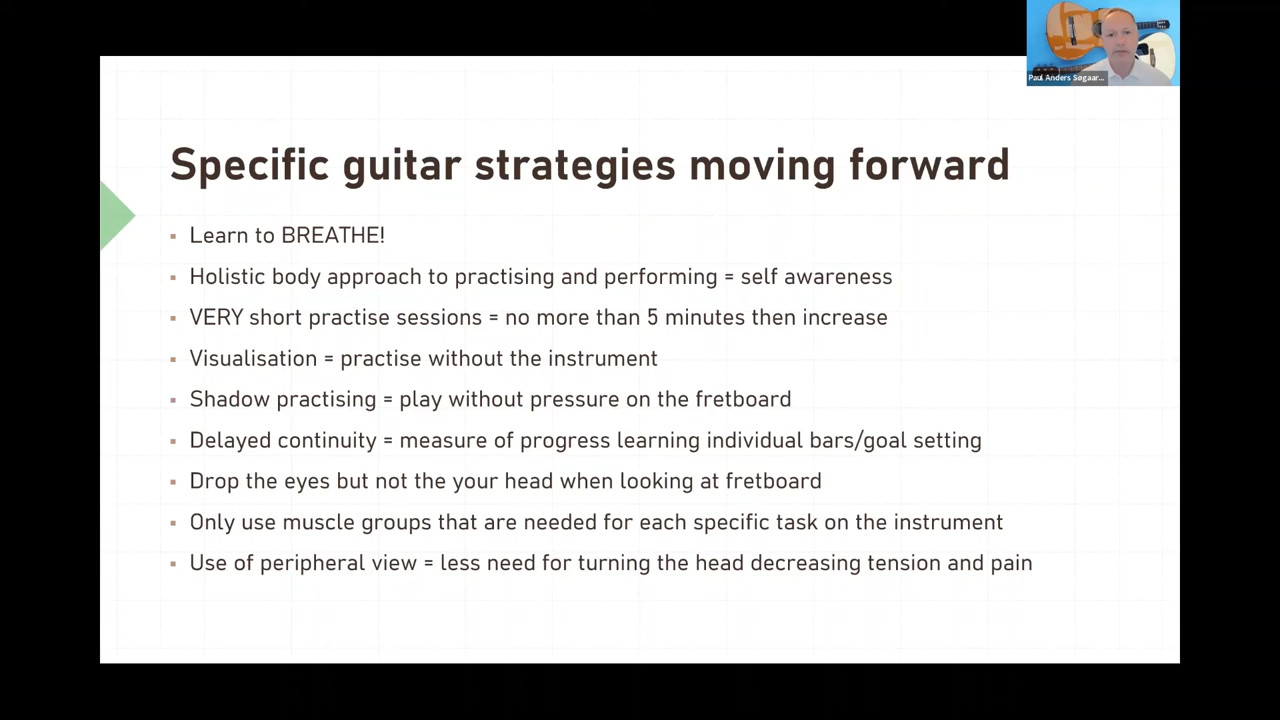 Paul Anders Søgaar...
Specific guitar strategies moving forward
▪ Learn to BREATHE!
▪ Holistic body approach to practising and performing = self awareness
▪ VERY short practise sessions = no more than 5 minutes then increase
▪ Visualisation = practise without the instrument
▪ Shadow practising = play without pressure on the fretboard
▪ Delayed continuity = measure of progress learning individual bars/goal setting
▪ Drop the eyes but not the your head when looking at fretboard
▪ Only use muscle groups that are needed for each specific task on the instrument
▪ Use of peripheral view = less need for turning the head decreasing tension and pain